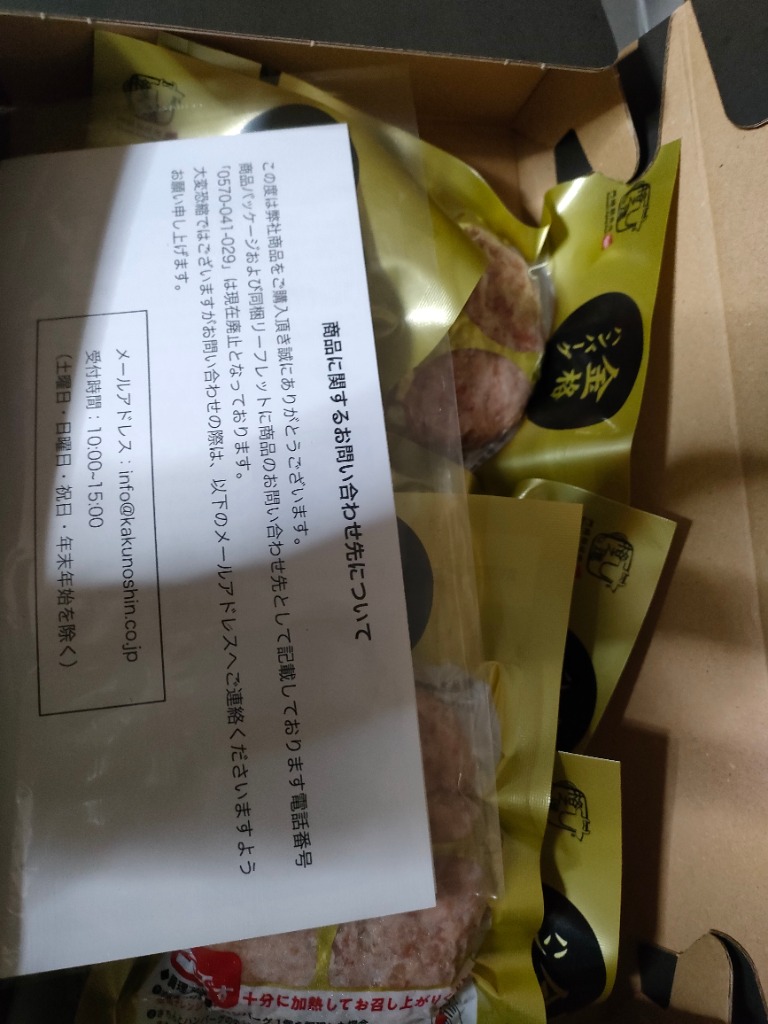 商品に関するお問い合わせ先について
この度は弊社商品をご購入頂き誠にありがとうございます。
商品パッケージおよび同梱リーフレットに商品のお問い合わせ先として記載しております電話番号
「0570-041-029」は現在廃止となっております。
大変恐縮ではございますがお問い合わせの際は、以下のメールアドレスへご連絡くださいますよう
お願い申し上げます。
メールアドレス：info@kakunoshin.co.jp
受付時間：10:00~15:00
（土曜日・日曜日・祝日・年末年始を除く）
金格
ハンバーグ
十分に加熱してお召し上がり